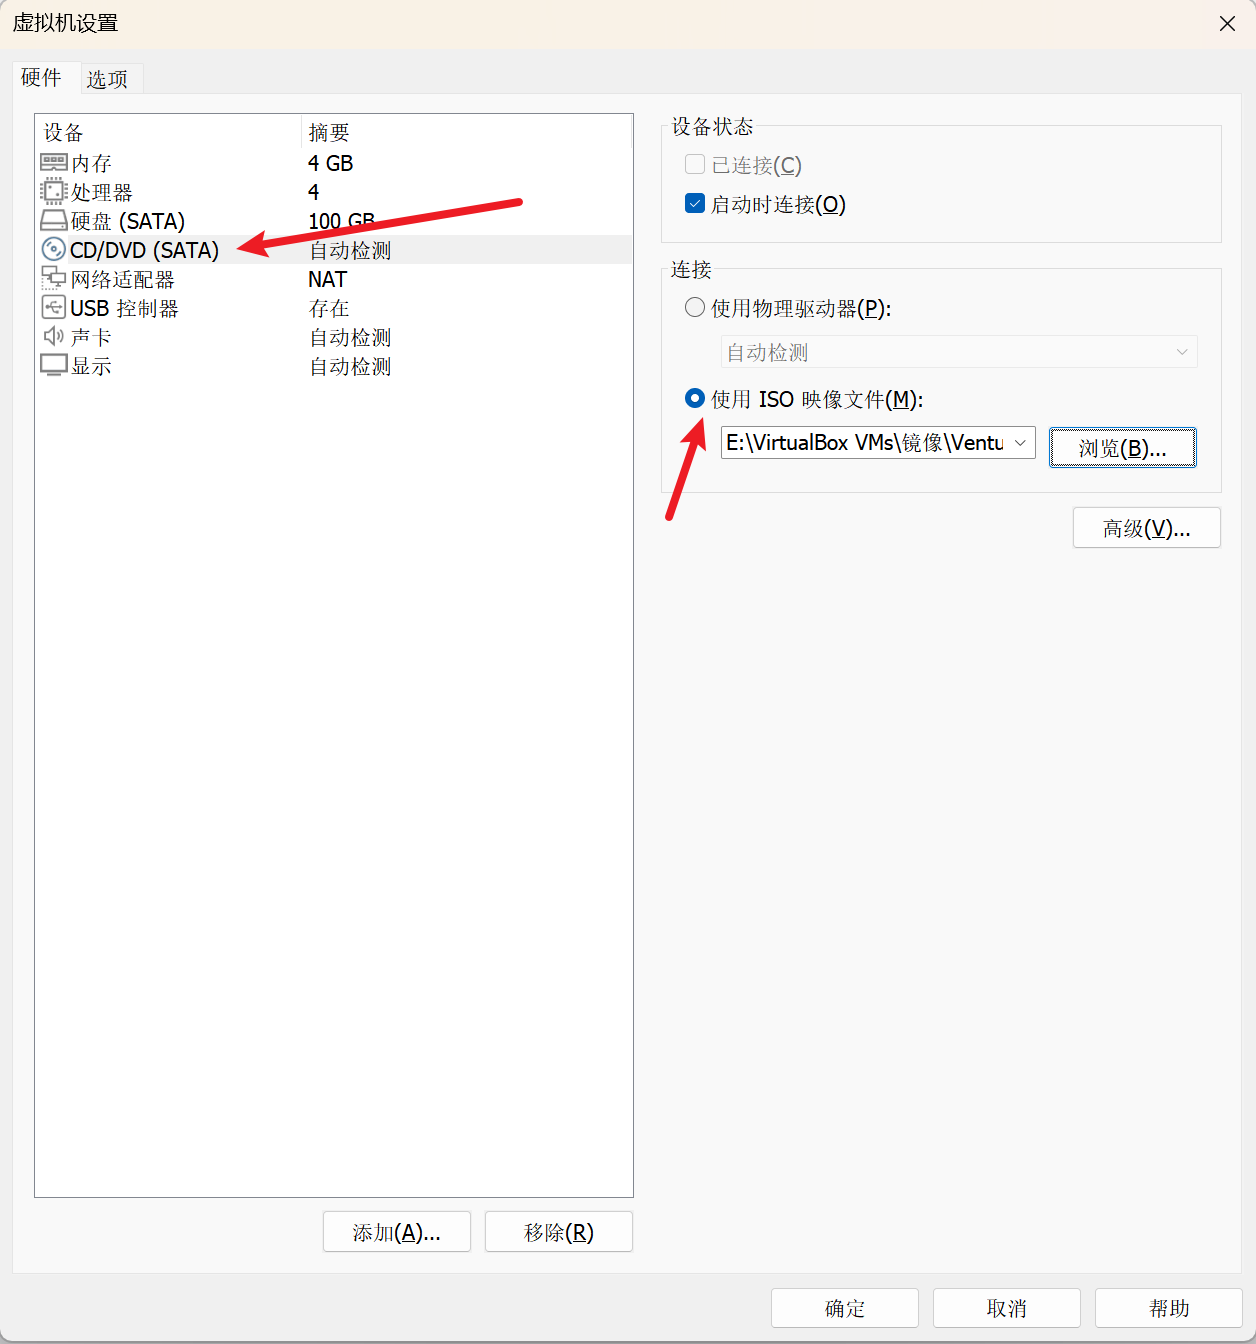 虚拟机设置
硬件 选项
设备 摘要
内存 4 GB
处理器 4
硬盘 (SATA) 100 GB
CD/DVD (SATA) 自动检测
网络适配器 NAT
USB 控制器 存在
声卡 自动检测
显示 自动检测
添加(A)... 移除(R)
设备状态
已连接(C)
启动时连接(O)
连接
使用物理驱动器(P):
自动检测
使用 ISO 映像文件(M):
E:\VirtualBox VMs\镜像\Ventu 浏览(B)...
高级(V)...
确定 取消 帮助